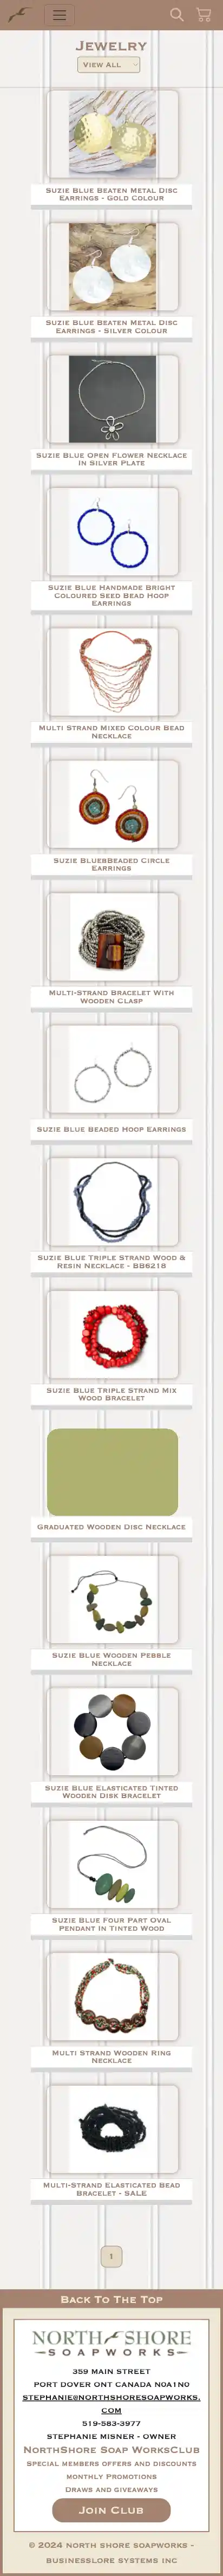 Jewelry
View All
Suzie Blue Beaten Metal Disc
Earrings - Gold Colour
Suzie Blue Beaten Metal Disc
Earrings - Silver Colour
Suzie Blue Open Flower Necklace
In Silver Plate
Suzie Blue Handmade Bright
Coloured Seed Bead Hoop
Earrings
Multi Strand Mixed Colour Bead
Necklace
Suzie BluebBeaded Circle
Earrings
Multi-Strand Bracelet With
Wooden Clasp
Suzie Blue Beaded Hoop Earrings
Suzie Blue Triple Strand Wood &
Resin Necklace - BB6218
Suzie Blue Triple Strand Mix
Wood Bracelet
Graduated Wooden Disc Necklace
Suzie Blue Wooden Pebble
Necklace
Suzie Blue Elasticated Tinted
Wooden Disk Bracelet
Suzie Blue Four Part Oval
Pendant In Tinted Wood
Multi Strand Wooden Ring
Necklace
Multi-Strand Elasticated Bead
Bracelet - SALE
1
Back To The Top
NORTH SHORE
SOAPWORKS
359 Main Street
Port Dover Ont Canada N0A1N0
stephanie@northshoresoapworks.
com
519-583-3977
Stephanie Misner - Owner
NorthShore Soap WorksClub
Special members offers and discounts
monthly Promotions
Draws and giveaways
Join Club
© 2024 north shore soapworks -
businesslore systems inc